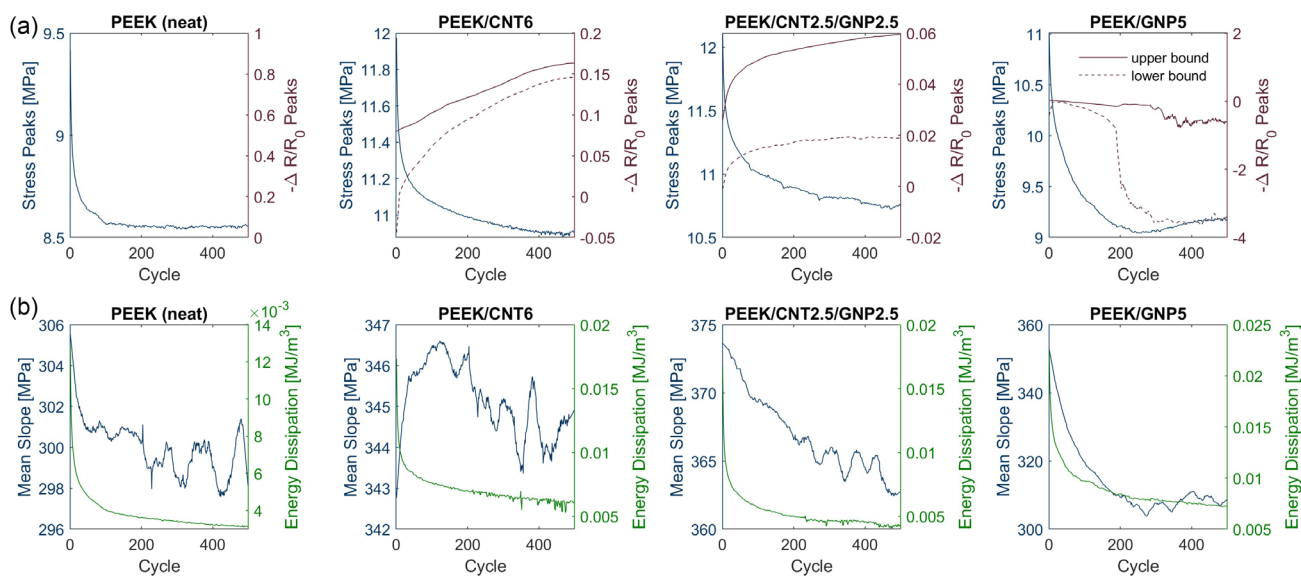 (a)
PEEK (neat)
9.5
9
8.5
Stress Peaks [MPa]
1
0.8
0.6
0.4
0.2
0
-Δ R/R0 Peaks
0 200 400
Cycle
PEEK/CNT6
12
11.8
11.6
11.4
11.2
11
Stress Peaks [MPa]
0.2
0.15
0.1
0.05
0
-0.05
-Δ R/R0 Peaks
0 200 400
Cycle
PEEK/CNT2.5/GNP2.5
12
11.5
11
10.5
Stress Peaks [MPa]
0.06
0.04
0.02
0
-0.02
-Δ R/R0 Peaks
0 200 400
Cycle
PEEK/GNP5
11
10.5
10
9.5
9
Stress Peaks [MPa]
upper bound
lower bound
2
0
-2
-4
-Δ R/R0 Peaks
0 200 400
Cycle
(b)
PEEK (neat)
306
304
302
300
298
296
Mean Slope [MPa]
×10-3
14
12
10
8
6
4
Energy Dissipation [MJ/m3]
0 200 400
Cycle
PEEK/CNT6
347
346
345
344
343
342
Mean Slope [MPa]
0.02
0.015
0.01
0.005
Energy Dissipation [MJ/m3]
0 200 400
Cycle
PEEK/CNT2.5/GNP2.5
375
370
365
360
Mean Slope [MPa]
0.02
0.015
0.01
0.005
Energy Dissipation [MJ/m3]
0 200 400
Cycle
PEEK/GNP5
360
340
320
300
Mean Slope [MPa]
0.025
0.02
0.015
0.01
0.005
Energy Dissipation [MJ/m3]
0 200 400
Cycle